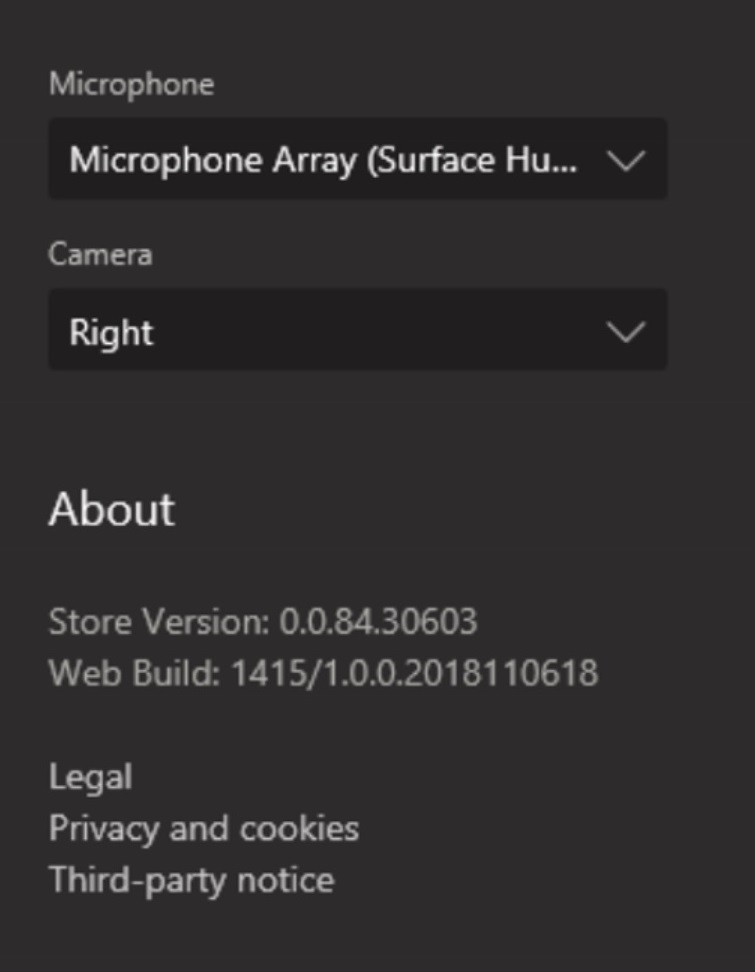 Microphone
Microphone Array (Surface Hu...
Camera
Right
About
Store Version: 0.0.84.30603
Web Build: 1415/1.0.0.2018110618
Legal
Privacy and cookies
Third-party notice